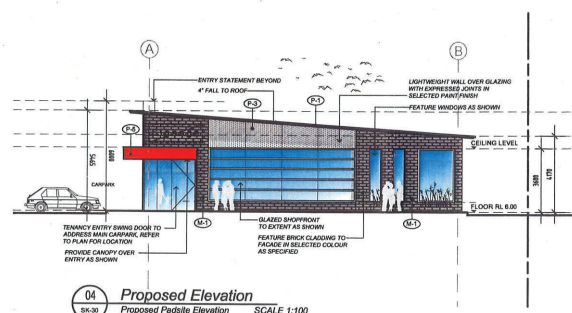 A
B
ENTRY STATEMENT BEYOND
4° FALL TO ROOF
P-3
P-1
LIGHTWEIGHT WALL OVER GLAZING
WITH EXPRESSED JOINTS IN
SELECTED PAINT FINISH
FEATURE WINDOWS AS SHOWN
P-6
CEILING LEVEL
5995
CARPARK
3600
FLOOR RL 6.00
M-1
M-1
TENANCY ENTRY SWING DOOR TO
ADDRESS MAIN CARPARK, REFER
TO PLAN FOR LOCATION
PROVIDE CANOPY OVER
ENTRY AS SHOWN
GLAZED SHOPFRONT
TO EXTENT AS SHOWN
FEATURE BRICK CLADDING TO
FACADE IN SELECTED COLOUR
AS SPECIFIED
04
SK-30
Proposed Elevation
Proposed Padsite Elevation SCALE 1:100